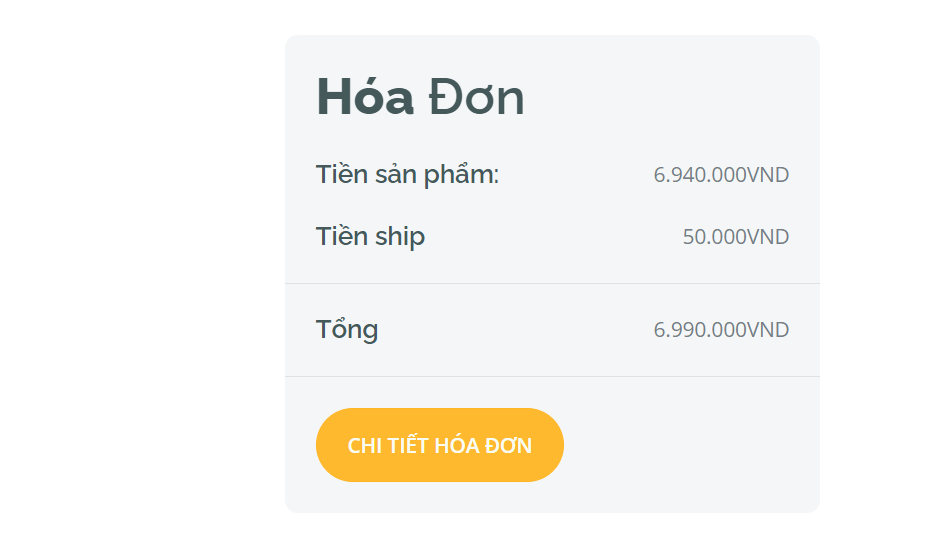 Hóa Đơn
Tiền sản phẩm: 6.940.000VND
Tiền ship 50.000VND
Tổng 6.990.000VND
CHI TIẾT HÓA ĐƠN